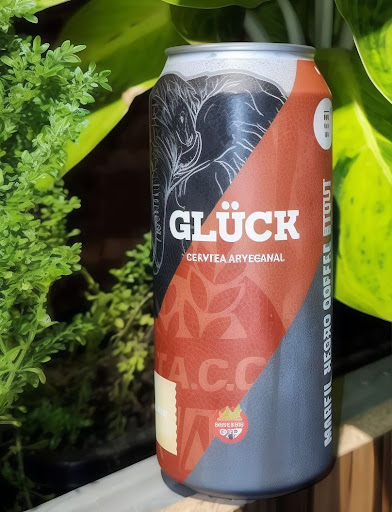 GLÜCK
CERVTEA ARYEGANAL
T.A.C.C
MARFIL NEGRO COFFEE STOUT